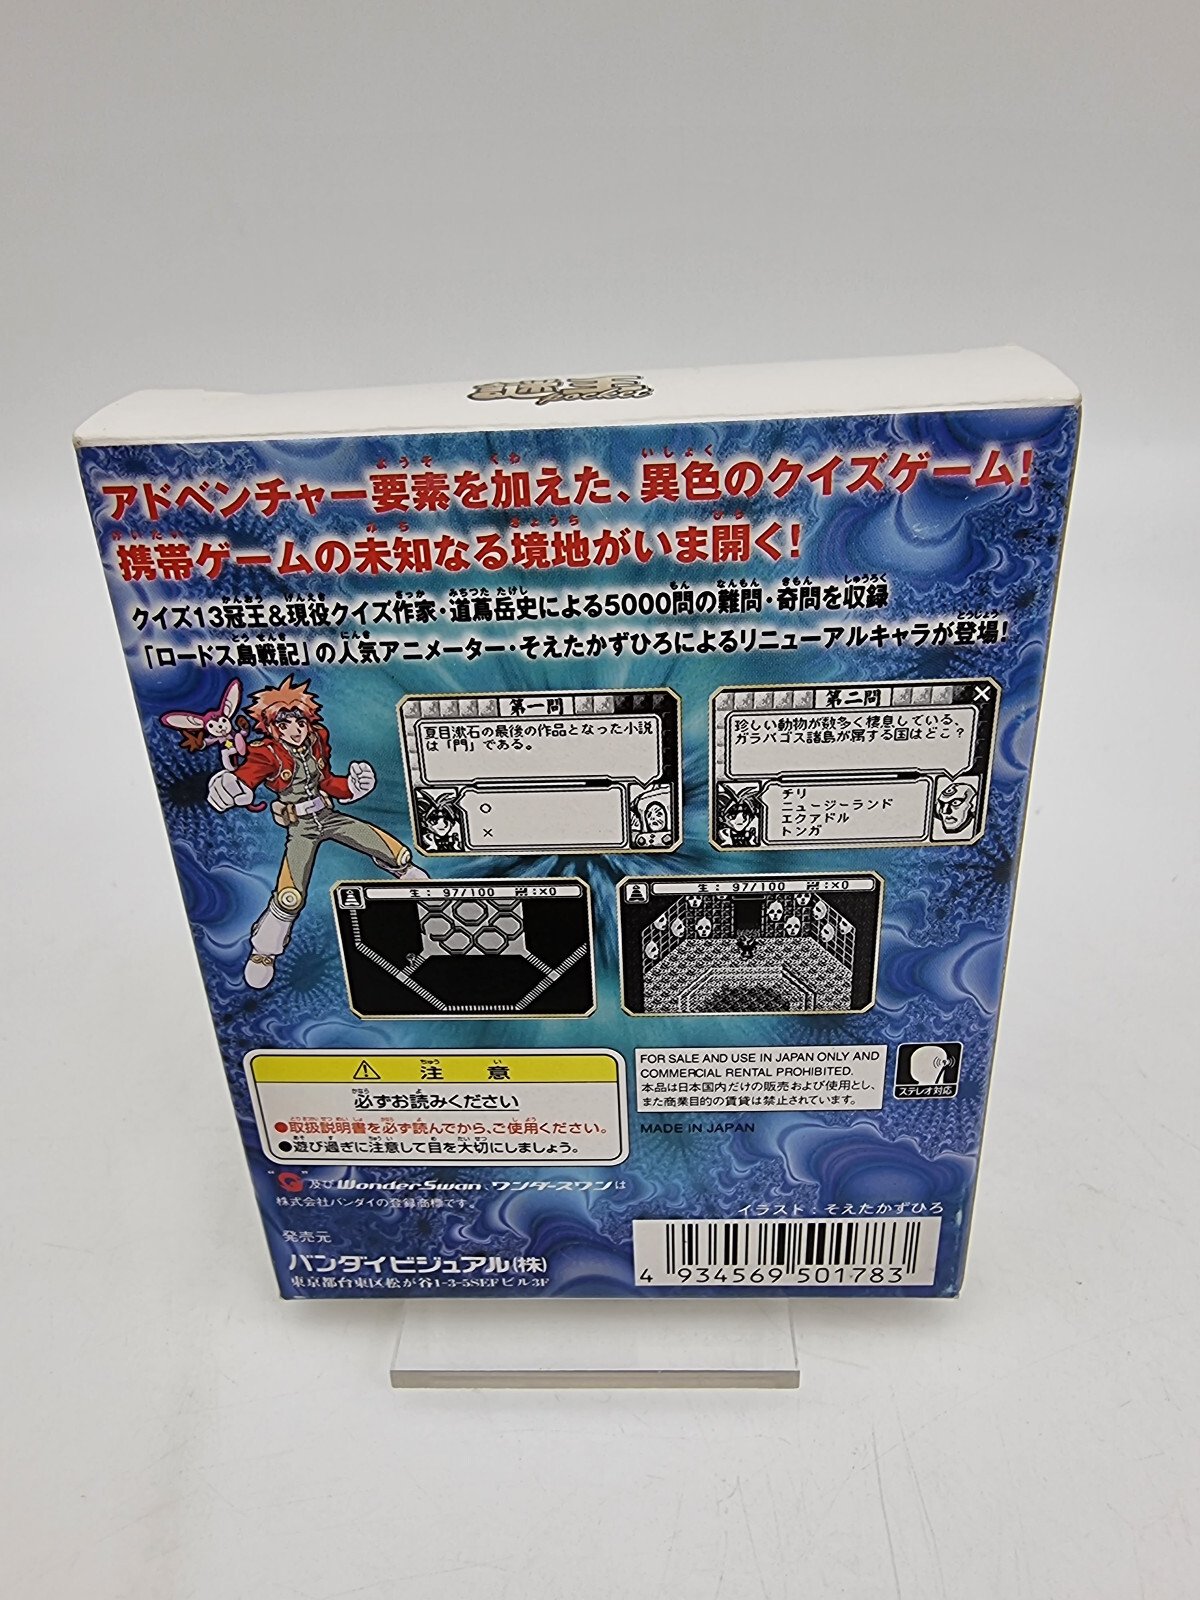 謎王
pocket
アドベンチャー要素を加えた、異色のクイズゲーム!
携帯ゲームの未知なる境地がいま開く!
クイズ13冠王&現役クイズ作家・道蔦岳史による5000問の難問・奇問を収録
「ロードス島戦記」の人気アニメーター・そえたかずひろによるリニューアルキャラが登場!
第一問
夏目漱石の最後の作品となった小説
は「門」である。
○
×
第二問
珍しい動物が数多く棲息している、
ガラパゴス諸島が属する国はどこ?
チリ
ニュージーランド
エクアドル
トンガ
生: 97/100 謎:×0
生: 97/100 謎:×0
注意
必ずお読みください
●取扱説明書を必ず読んでから、ご使用ください。
●遊び過ぎに注意して目を大切にしましょう。
FOR SALE AND USE IN JAPAN ONLY AND
COMMERCIAL RENTAL PROHIBITED.
本品は日本国内だけの販売および使用とし、
また商業目的の賃貸は禁止されています。
ステレオ対応
MADE IN JAPAN
及びWonderSwan、ワンダースワンは
株式会社バンダイの登録商標です。
イラスト:そえたかずひろ
発売元
バンダイビジュアル(株)
東京都台東区松が谷1-3-5SEFビル3F
4 934569 501783